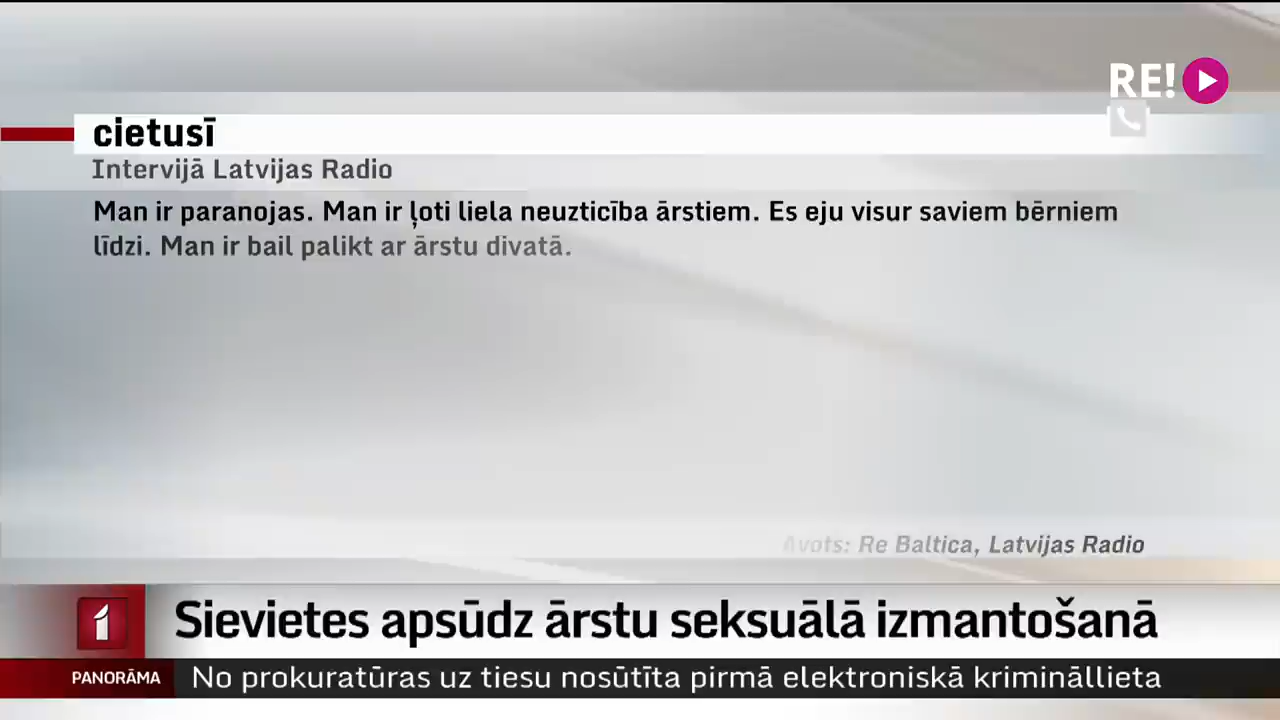 RE!
cietusī
Intervijā Latvijas Radio
Man ir paranojas. Man ir ļoti liela neuzticība ārstiem. Es eju visur saviem bērniem
līdzi. Man ir bail palikt ar ārstu divatā.
Avots: Re Baltica, Latvijas Radio
1 Sievietes apsūdz ārstu seksuālā izmantošanā
PANORĀMA No prokuratūras uz tiesu nosūtīta pirmā elektroniskā krimināllieta